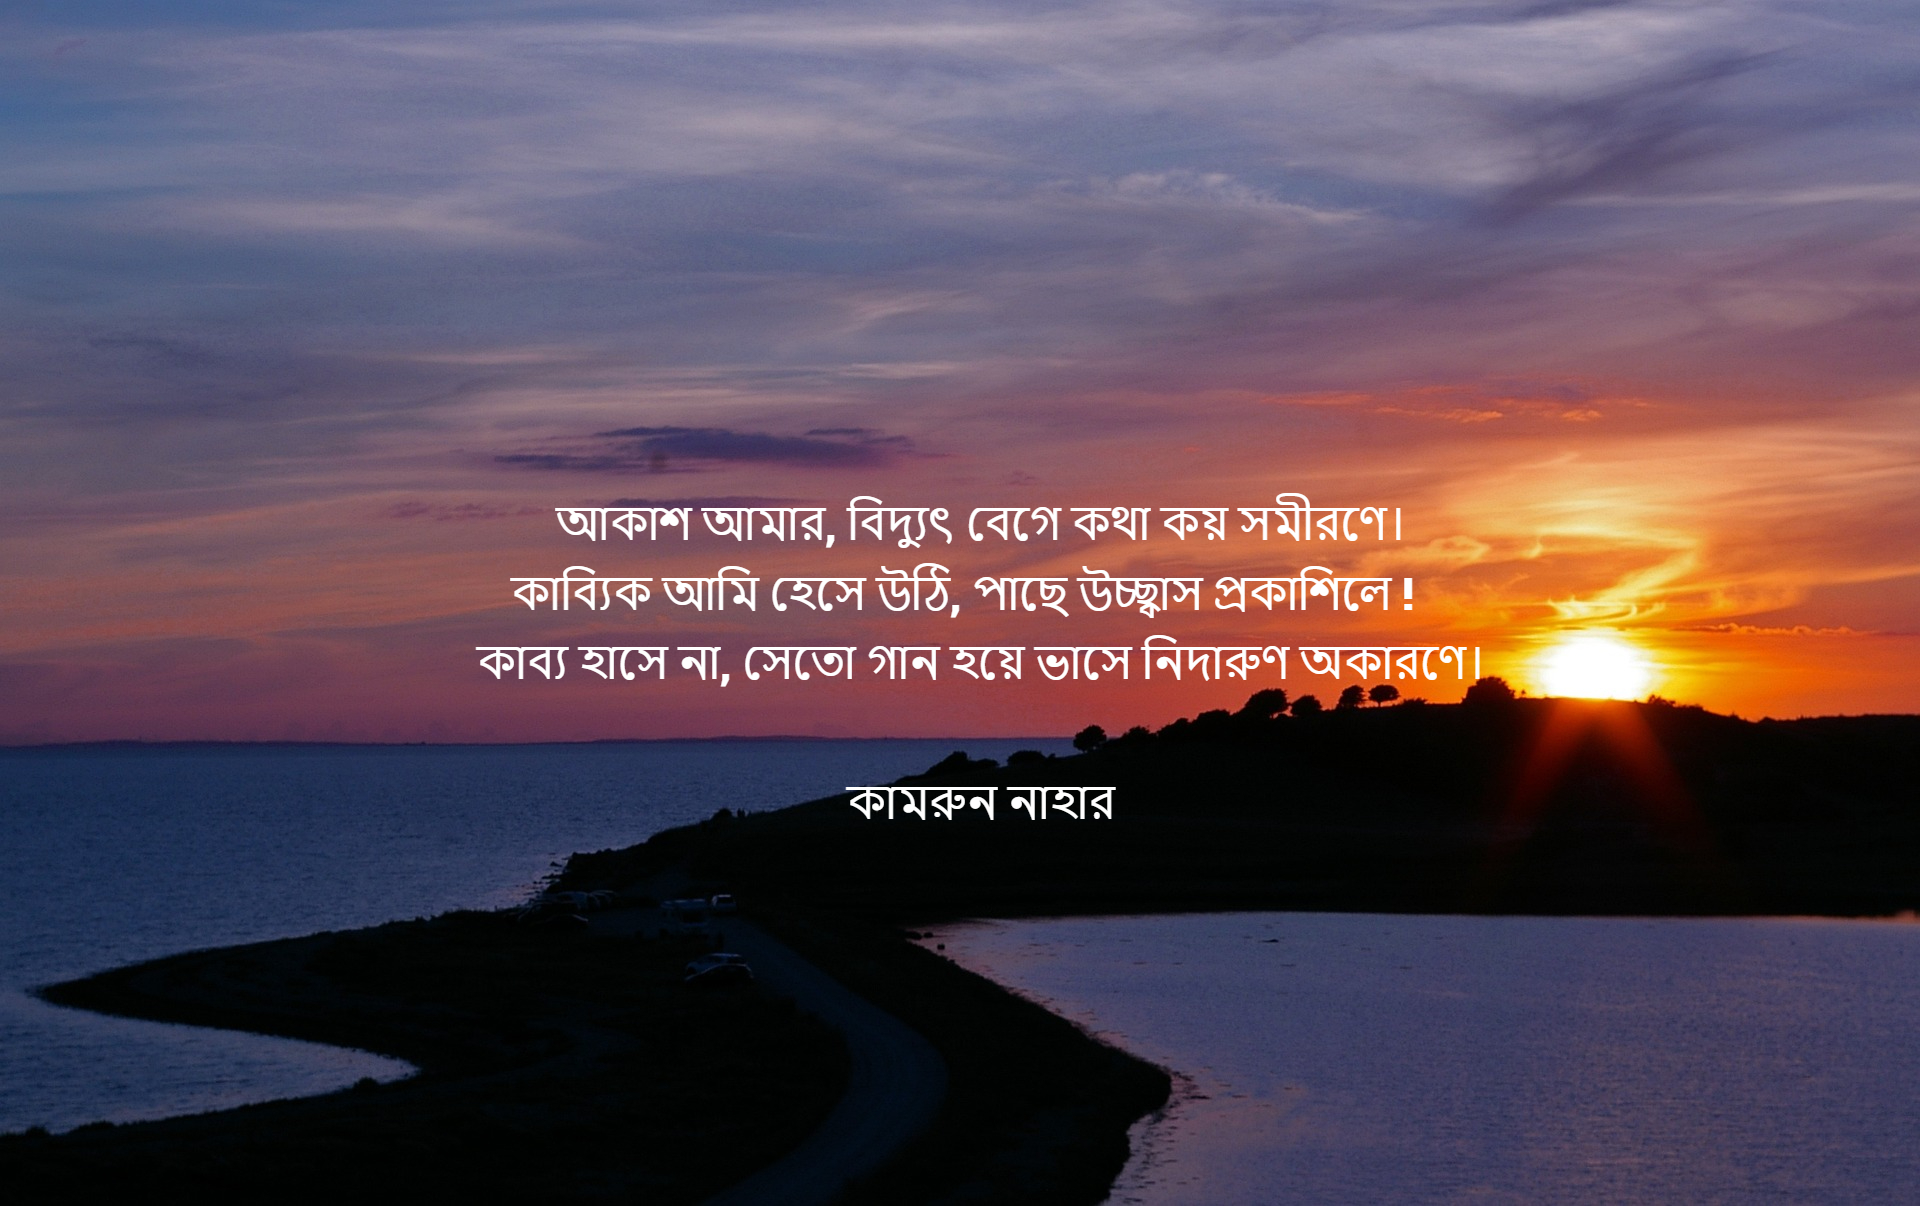 আকাশ আমার, বিদ্যুৎ বেগে কথা কয় সমীরণে।
কাব্যিক আমি হেসে উঠি, পাছে উচ্ছ্বাস প্রকাশিলে !
কাব্য হাসে না, সেতো গান হয়ে ভাসে নিদারুণ অকারণে।
কামরুন নাহার